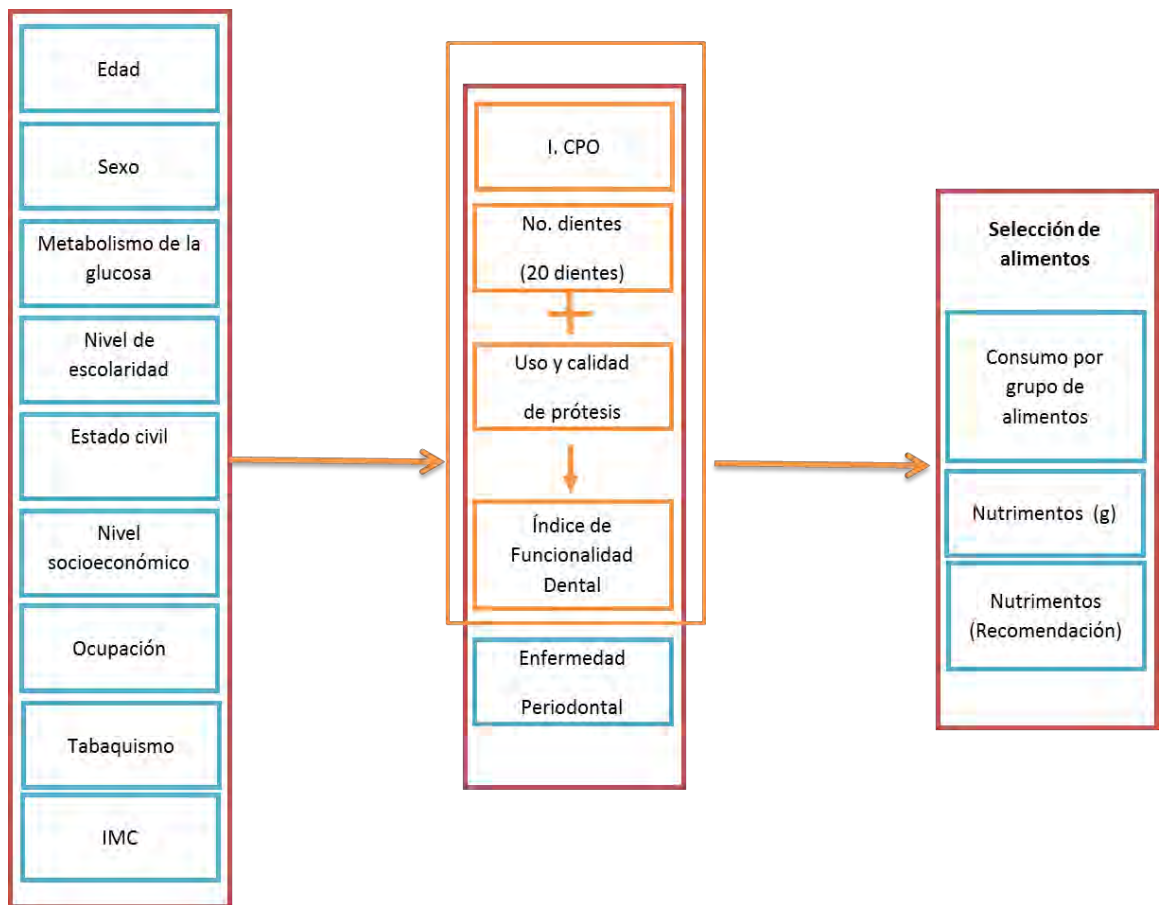 Edad
Sexo
Metabolismo de la
glucosa
Nivel de
escolaridad
Estado civil
Nivel
socioeconómico
Ocupación
Tabaquismo
IMC
I. CPO
No. dientes
(20 dientes)
Uso y calidad
de prótesis
Índice de
Funcionalidad
Dental
Enfermedad
Periodontal
Selección de
alimentos
Consumo por
grupo de
alimentos
Nutrimentos (g)
Nutrimentos
(Recomendación)